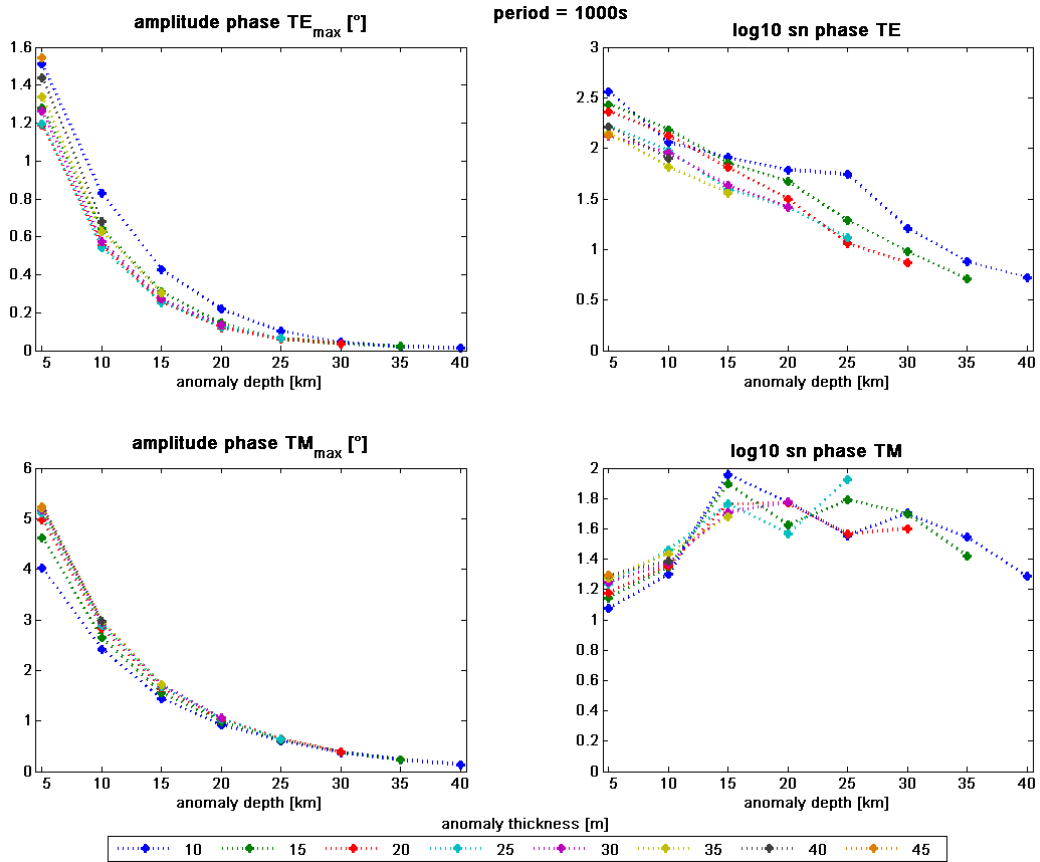 period = 1000s
amplitude phase TE_max [°]
1.6
1.4
1.2
1
0.8
0.6
0.4
0.2
0
5 10 15 20 25 30 35 40
anomaly depth [km]
log10 sn phase TE
3
2.5
2
1.5
1
0.5
0
5 10 15 20 25 30 35 40
anomaly depth [km]
amplitude phase TM_max [°]
6
5
4
3
2
1
0
5 10 15 20 25 30 35 40
anomaly depth [km]
log10 sn phase TM
2
1.8
1.6
1.4
1.2
1
0.8
0.6
0.4
0.2
0
5 10 15 20 25 30 35 40
anomaly depth [km]
anomaly thickness [m]
10 15 20 25 30 35 40 45